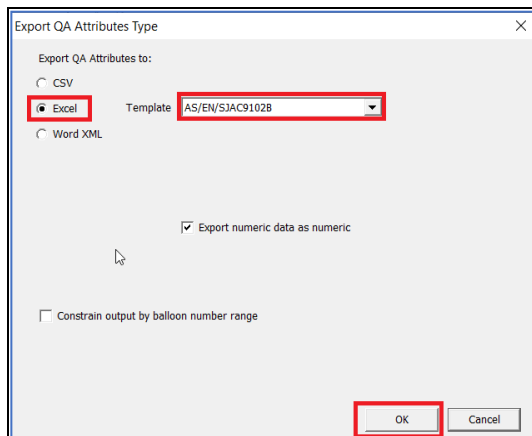 Export QA Attributes Type
Export QA Attributes to:
CSV
Excel Template AS/EN/SJAC9102B
Word XML
Export numeric data as numeric
Constrain output by balloon number range
OK Cancel